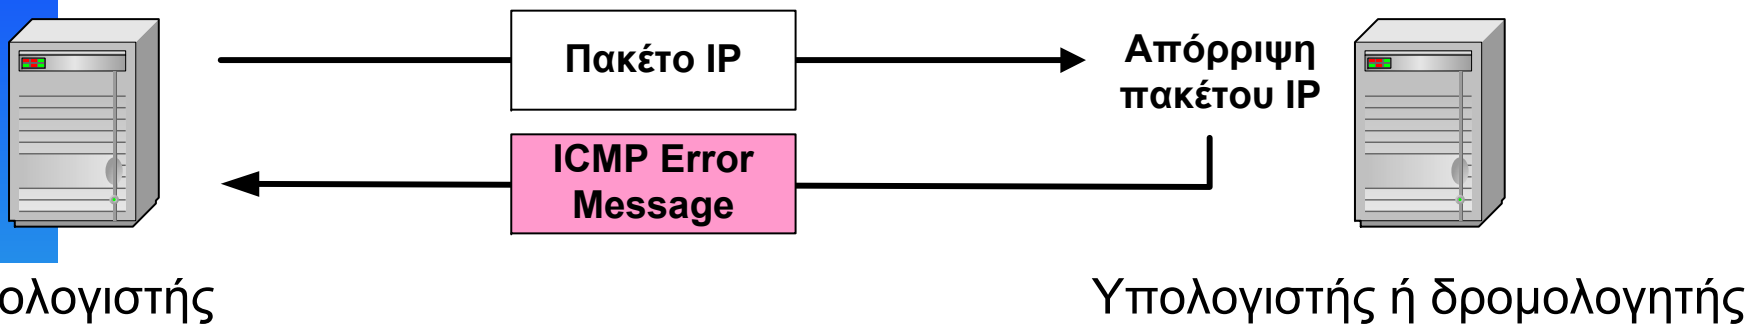 Πακέτο IP
Απόρριψη
πακέτου IP
ICMP Error
Message
ολογιστής
Υπολογιστής ή δρομολογητής